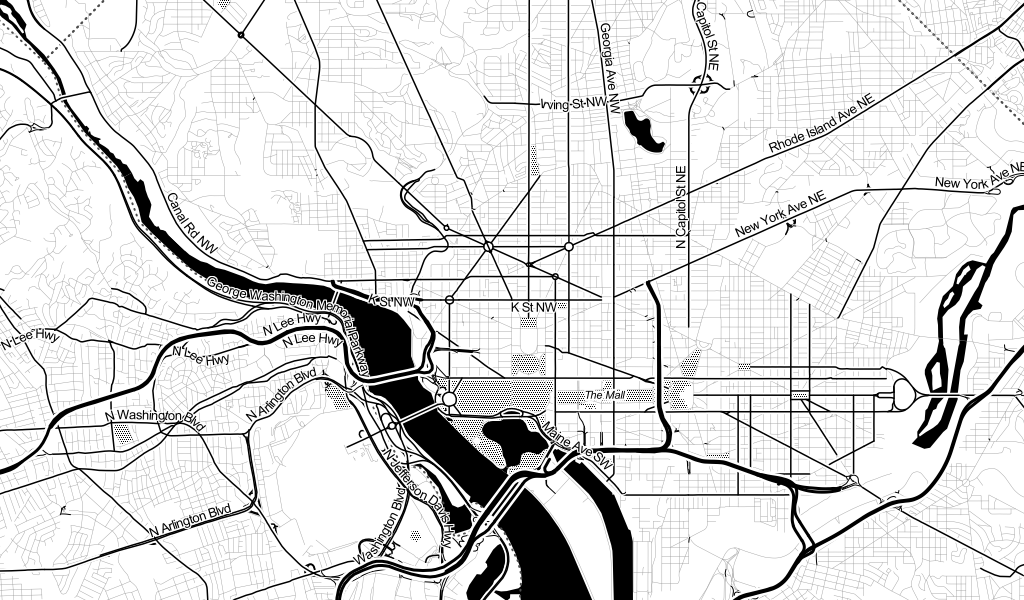 Georgia Ave NW
Capitol St NE
Irving St NW
Rhode Island Ave NE
New York Ave NE
N Capitol St NE
New York Ave NE
Canal Rd NW
George Washington Memorial Parkway
K St NW
K St NW
N Lee Hwy
N Lee Hwy
N Lee Hwy
N Lee Hwy
N Arlington Blvd
The Mall
N Washington Blvd
Maine Ave SW
N Jefferson Davis Hwy
N Arlington Blvd
Washington Blvd